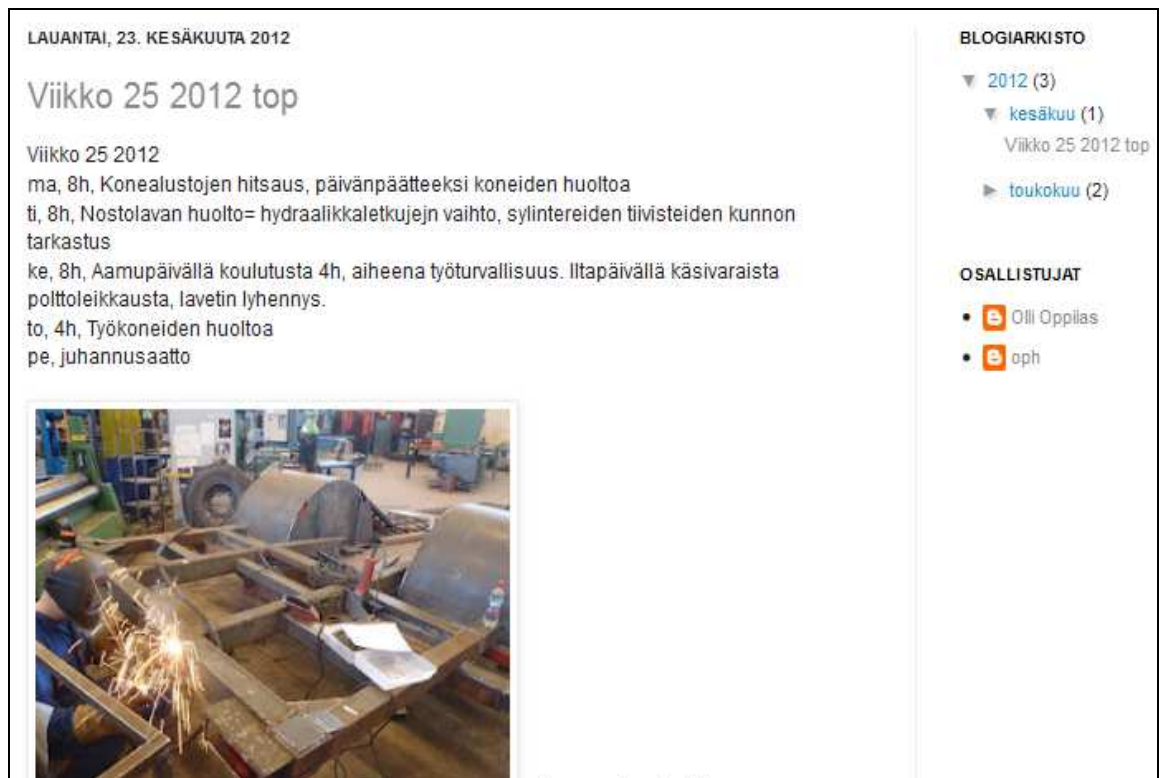 LAUANTAI, 23. KESÄKUUTA 2012
Viikko 25 2012 top
Viikko 25 2012
ma, 8h, Konealustojen hitsaus, päivänpäätteeksi koneiden huoltoa
ti, 8h, Nostolavan huolto= hydraalikkaletkujejn vaihto, sylintereiden tiivisteiden kunnon
tarkastus
ke, 8h, Aamupäivällä koulutusta 4h, aiheena työturvallisuus. Iltapäivällä käsivaraista
polttoleikkausta, lavetin lyhennys.
to, 4h, Työkoneiden huoltoa
pe, juhannusaatto
BLOGIARKISTO
▼ 2012 (3)
▼ kesäkuu (1)
Viikko 25 2012 top
► toukokuu (2)
OSALLISTUJAT
• Olli Oppilas
• oph